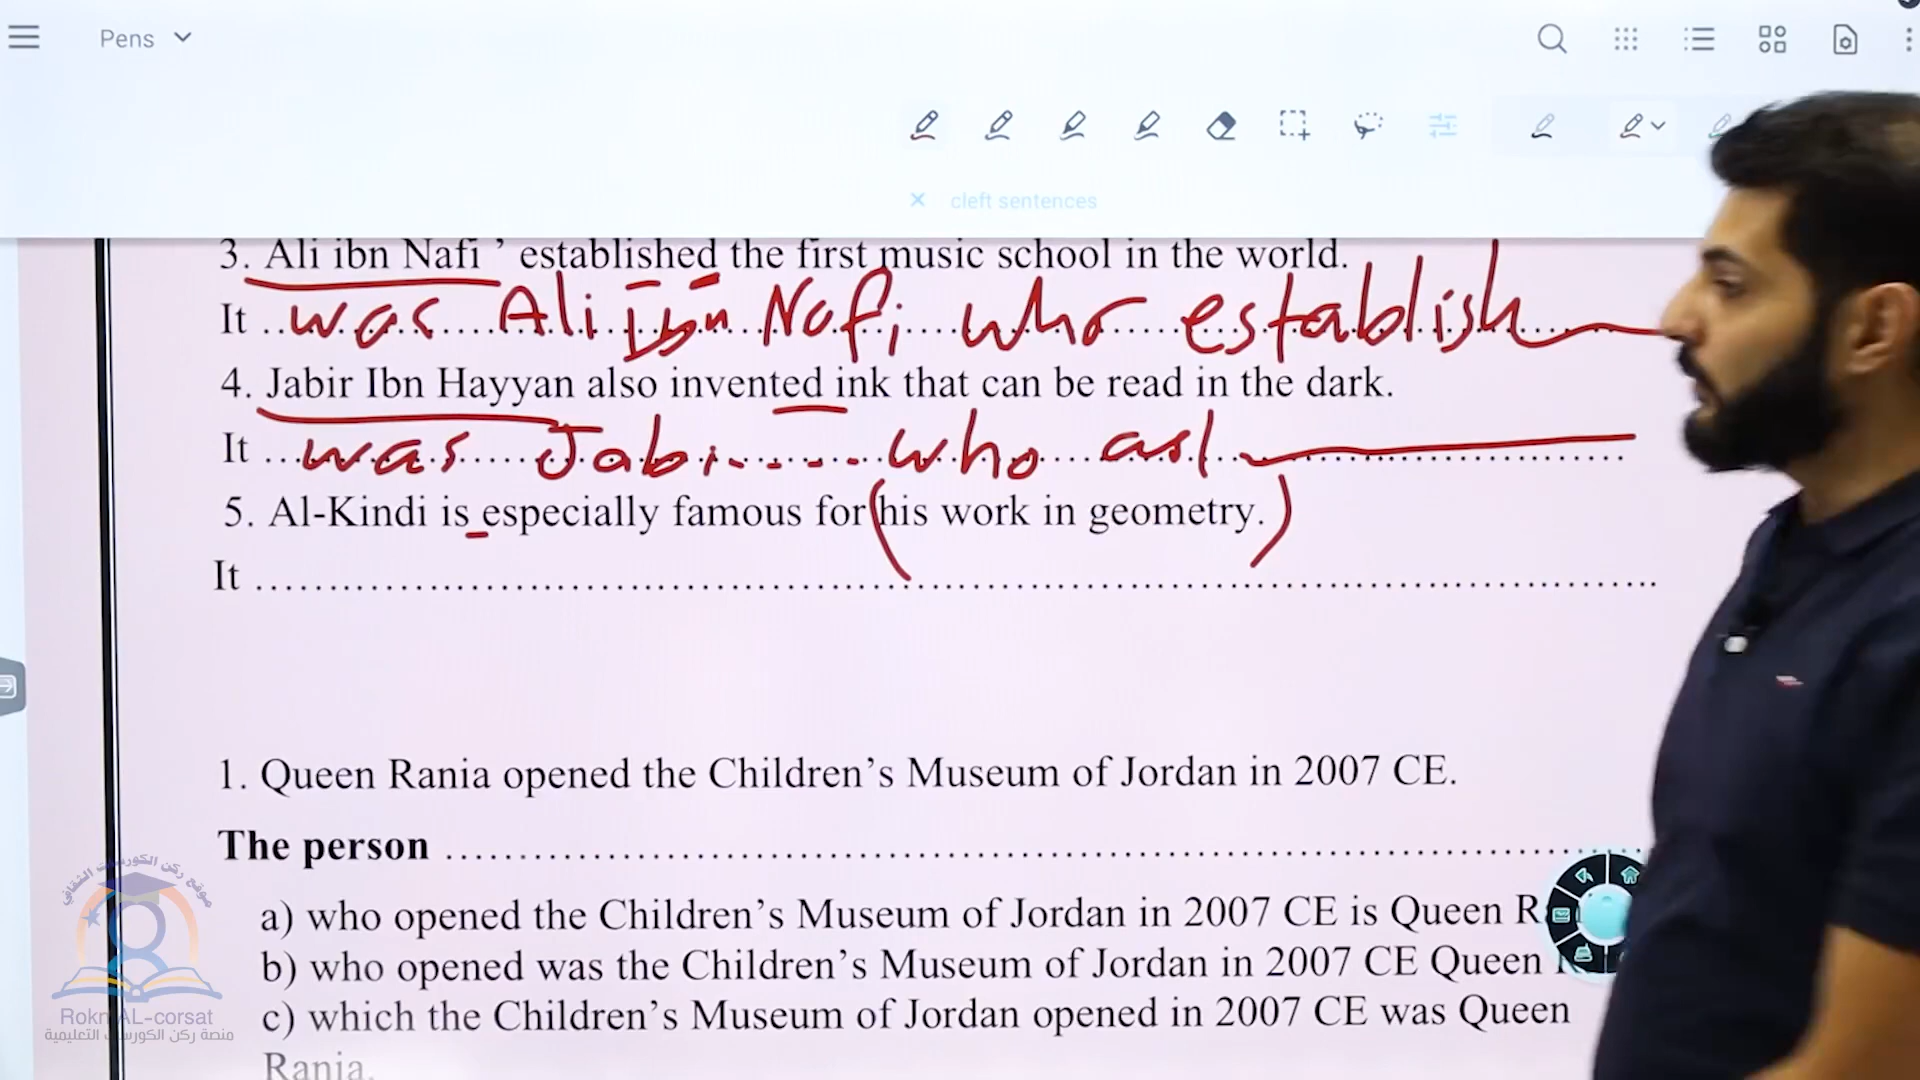 Pens
cleft sentences
3. Ali ibn Nafi ’ established the first music school in the world.
It .. was Ali Ibn Nafi who establish
4. Jabir Ibn Hayyan also invented ink that can be read in the dark.
It ... was Jabi..... who asl
5. Al-Kindi is especially famous for (his work in geometry.)
It ..........................................................................................
1. Queen Rania opened the Children’s Museum of Jordan in 2007 CE.
The person ..........................................................................
a) who opened the Children’s Museum of Jordan in 2007 CE is Queen R
b) who opened was the Children’s Museum of Jordan in 2007 CE Queen
c) which the Children’s Museum of Jordan opened in 2007 CE was Queen
Rania.
موقع ركن الكورسات الثقافي
Rokn AL-corsat
منصة ركن الكورسات التعليمية